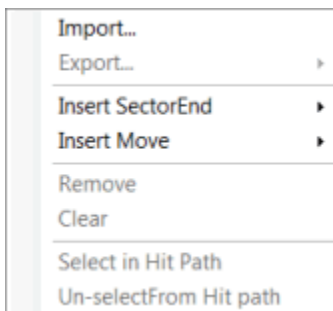 Import...
Export...
Insert SectorEnd
Insert Move
Remove
Clear
Select in Hit Path
Un-selectFrom Hit path